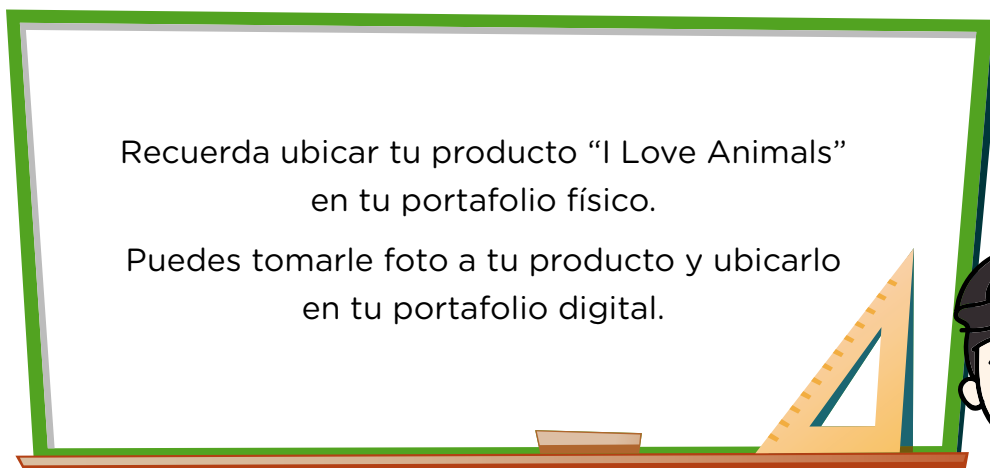 Recuerda ubicar tu producto “I Love Animals”
en tu portafolio físico.
Puedes tomarle foto a tu producto y ubicarlo
en tu portafolio digital.